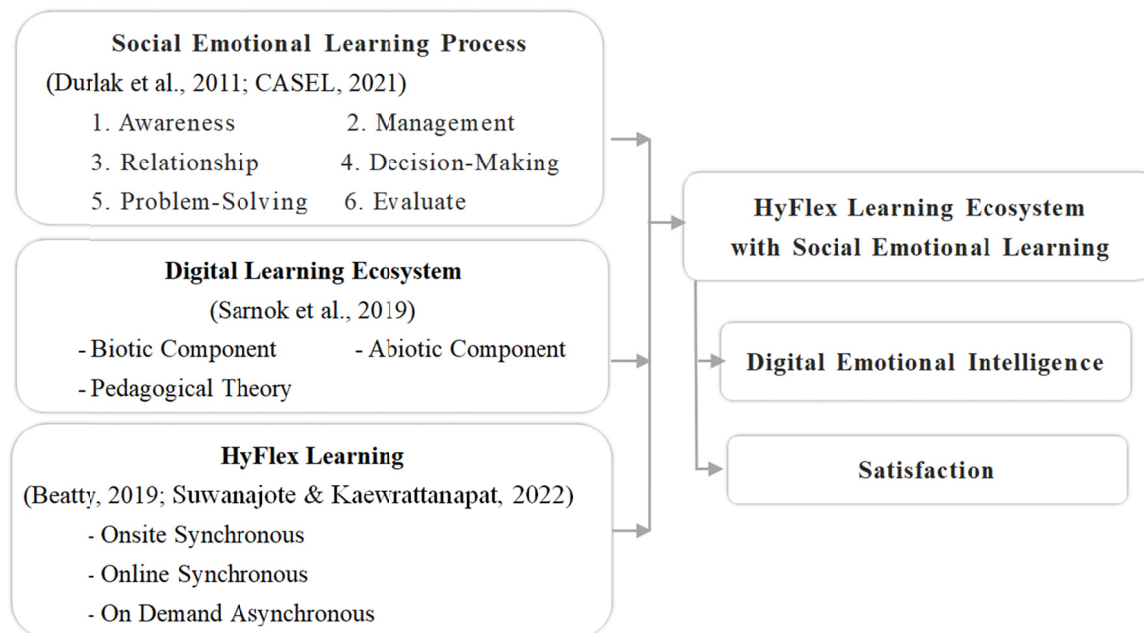 Social Emotional Learning Process
(Durlak et al., 2011; CASEL, 2021)
1. Awareness 2. Management
3. Relationship 4. Decision-Making
5. Problem-Solving 6. Evaluate
Digital Learning Ecosystem
(Sarnok et al., 2019)
- Biotic Component - Abiotic Component
- Pedagogical Theory
HyFlex Learning
(Beatty, 2019; Suwanajote & Kaewrattanapat, 2022)
- Onsite Synchronous
- Online Synchronous
- On Demand Asynchronous
HyFlex Learning Ecosystem
with Social Emotional Learning
Digital Emotional Intelligence
Satisfaction